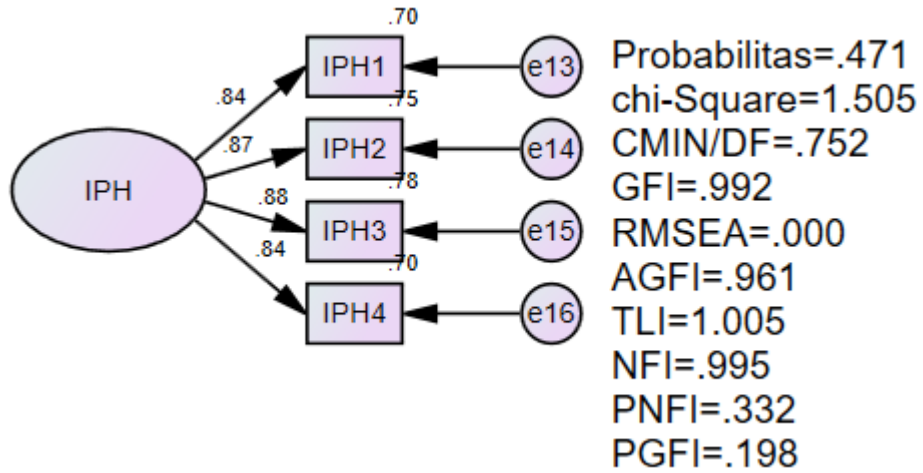 .70
IPH1
e13
.84
.75
IPH2
e14
.87
.78
IPH
IPH3
e15
.88
.70
IPH4
e16
.84
Probabilitas=.471
chi-Square=1.505
CMIN/DF=.752
GFI=.992
RMSEA=.000
AGFI=.961
TLI=1.005
NFI=.995
PNFI=.332
PGFI=.198